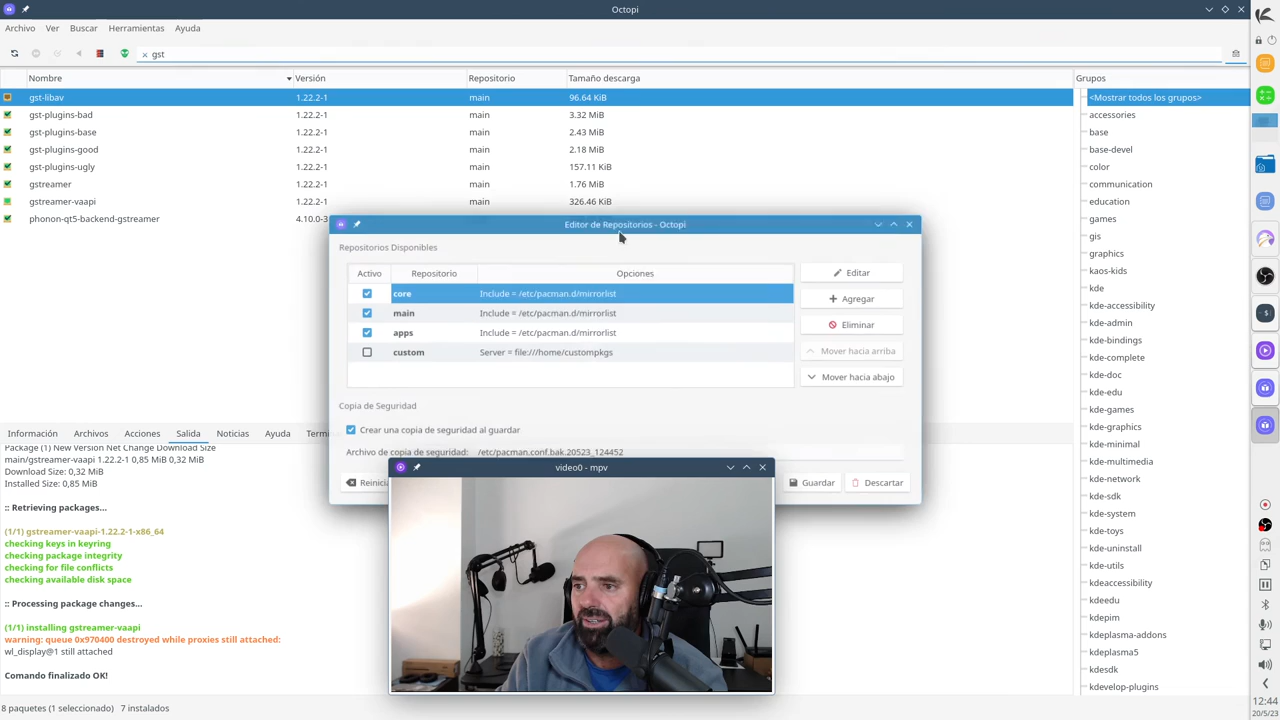 Octopi
Archivo Ver Buscar Herramientas Ayuda
gst
Nombre Versión Repositorio Tamaño descarga
gst-libav 1.22.2-1 main 96.64 KiB
gst-plugins-bad 1.22.2-1 main 3.32 MiB
gst-plugins-base 1.22.2-1 main 2.43 MiB
gst-plugins-good 1.22.2-1 main 2.18 MiB
gst-plugins-ugly 1.22.2-1 main 157.11 KiB
gstreamer 1.22.2-1 main 1.76 MiB
gstreamer-vaapi 1.22.2-1 main 326.46 KiB
phonon-qt5-backend-gstreamer 4.10.0-3
Grupos
<Mostrar todos los grupos>
accessories
base
base-devel
color
communication
education
games
gis
graphics
kaos-kids
kde
kde-accessibility
kde-admin
kde-bindings
kde-complete
kde-doc
kde-edu
kde-games
kde-graphics
kde-minimal
kde-multimedia
kde-network
kde-sdk
kde-system
kde-toys
kde-uninstall
kde-utils
kdeaccessibility
kdeedu
kdepim
kdeplasma-addons
kdeplasma5
kdesdk
kdevelop-plugins
Editor de Repositorios - Octopi
Repositorios Disponibles
Activo Repositorio Opciones
core Include = /etc/pacman.d/mirrorlist
main Include = /etc/pacman.d/mirrorlist
apps Include = /etc/pacman.d/mirrorlist
custom Server = file:///home/custompkgs
Editar
Agregar
Eliminar
Mover hacia arriba
Mover hacia abajo
Copia de Seguridad
Crear una copia de seguridad al guardar
Archivo de copia de seguridad: /etc/pacman.conf.bak.20523_124452
Guardar Descartar
video0 - mpv
Información Archivos Acciones Salida Noticias Ayuda
Package (1) New Version Net Change Download Size
main/gstreamer-vaapi 1.22.2-1 0,85 MiB 0,32 MiB
Download Size: 0,32 MiB
Installed Size: 0,85 MiB
:: Retrieving packages...
(1/1) gstreamer-vaapi-1.22.2-1-x86_64
checking keys in keyring
checking package integrity
checking for file conflicts
checking available disk space
:: Processing package changes...
(1/1) installing gstreamer-vaapi
warning: queue 0x970400 destroyed while proxies still attached:
wl_display@1 still attached
Comando finalizado OK!
8 paquetes (1 seleccionado) 7 instalados
12:44
20/5/23